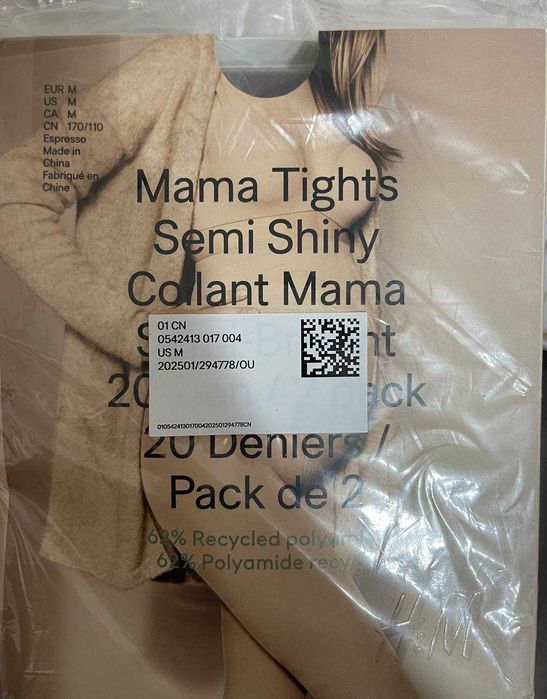 EUR M
US M
CA M
CN 170/110
Espresso
Made in
China
Fabriqué en
Chine
Mama Tights
Semi Shiny
Collant Mama
01 CN
0542413 017 004
US M
202501/294778/OU
010542413017004202501294778CN
20 Deniers /
Pack de 2
62% Recycled
62% Polyamide
H&M